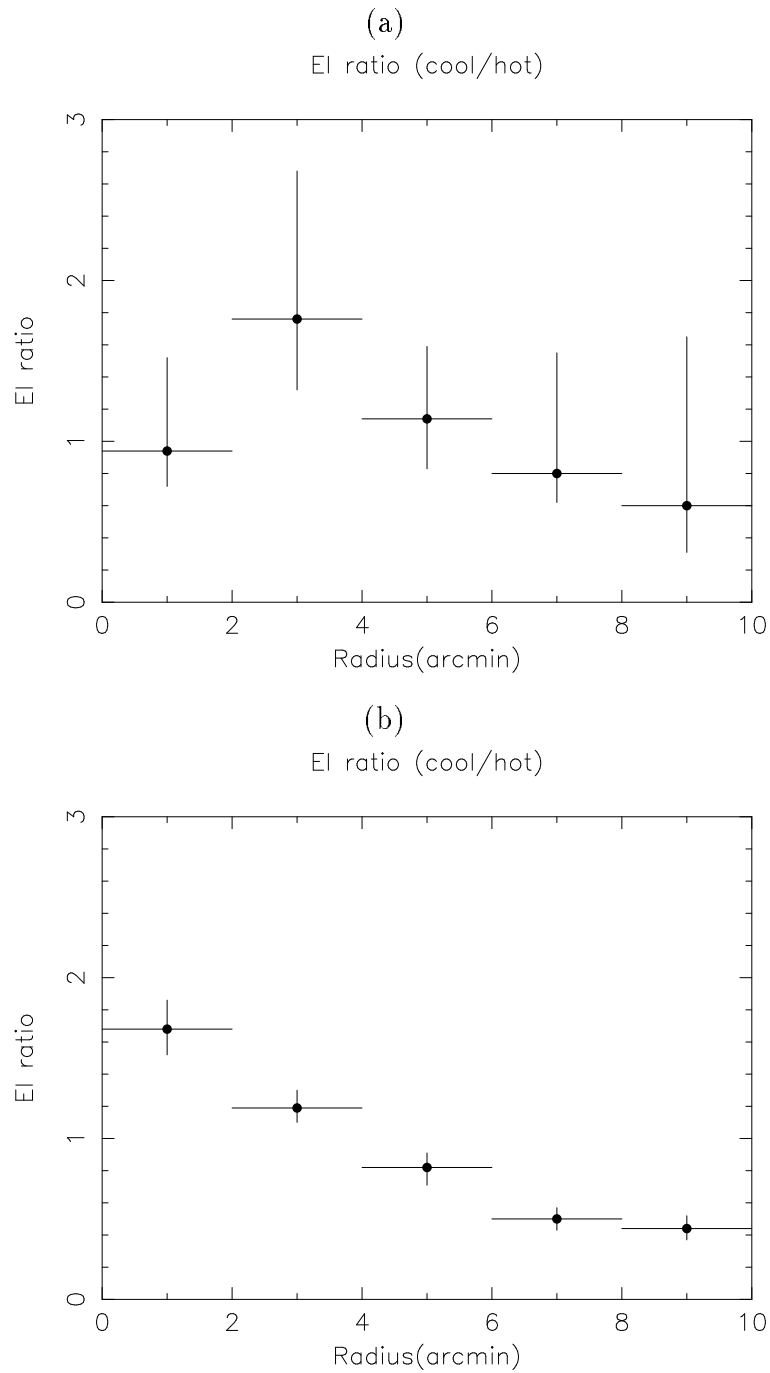 (a)
EI ratio (cool/hot)
3
2
1
0
EI ratio
0 2 4 6 8 10
Radius(arcmin)
(b)
EI ratio (cool/hot)
3
2
1
0
EI ratio
0 2 4 6 8 10
Radius(arcmin)